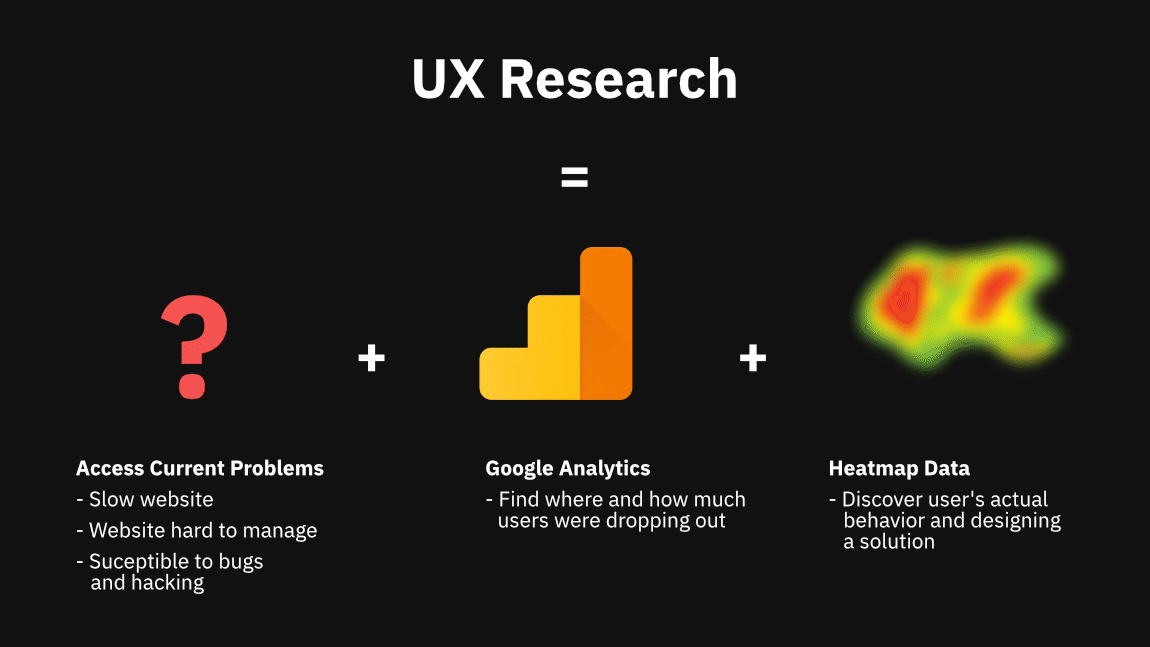 UX Research
=
?
+
+
Access Current Problems
- Slow website
- Website hard to manage
- Suceptible to bugs
and hacking
Google Analytics
- Find where and how much
users were dropping out
Heatmap Data
- Discover user's actual
behavior and designing
a solution